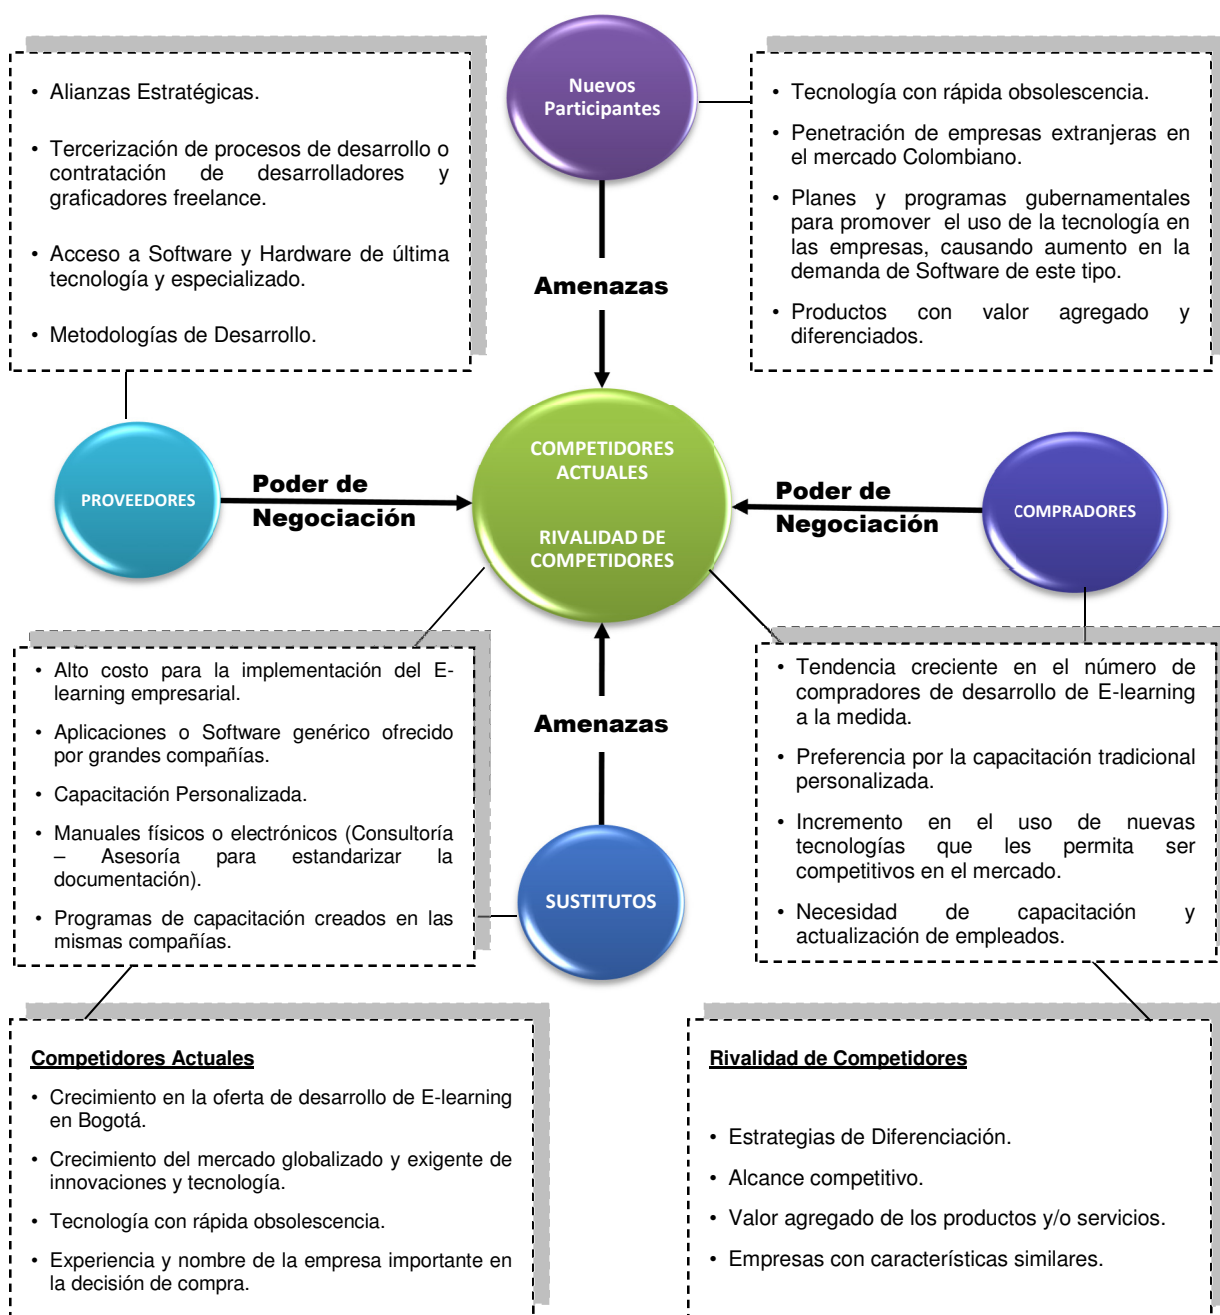 Nuevos
Participantes
• Alianzas Estratégicas.
• Tercerización de procesos de desarrollo o
contratación de desarrolladores y
graficadores freelance.
• Acceso a Software y Hardware de última
tecnología y especializado.
• Metodologías de Desarrollo.
• Tecnología con rápida obsolescencia.
• Penetración de empresas extranjeras en
el mercado Colombiano.
• Planes y programas gubernamentales
para promover el uso de la tecnología en
las empresas, causando aumento en la
demanda de Software de este tipo.
• Productos con valor agregado y
diferenciados.
Amenazas
PROVEEDORES
Poder de
Negociación
COMPETIDORES
ACTUALES
RIVALIDAD DE
COMPETIDORES
Poder de
Negociación
COMPRADORES
• Alto costo para la implementación del E-
learning empresarial.
• Aplicaciones o Software genérico ofrecido
por grandes compañías.
• Capacitación Personalizada.
• Manuales físicos o electrónicos (Consultoría
– Asesoría para estandarizar la
documentación).
• Programas de capacitación creados en las
mismas compañías.
Amenazas
SUSTITUTOS
• Tendencia creciente en el número de
compradores de desarrollo de E-learning
a la medida.
• Preferencia por la capacitación tradicional
personalizada.
• Incremento en el uso de nuevas
tecnologías que les permita ser
competitivos en el mercado.
• Necesidad de capacitación y
actualización de empleados.
Competidores Actuales
• Crecimiento en la oferta de desarrollo de E-learning
en Bogotá.
• Crecimiento del mercado globalizado y exigente de
innovaciones y tecnología.
• Tecnología con rápida obsolescencia.
• Experiencia y nombre de la empresa importante en
la decisión de compra.
Rivalidad de Competidores
• Estrategias de Diferenciación.
• Alcance competitivo.
• Valor agregado de los productos y/o servicios.
• Empresas con características similares.